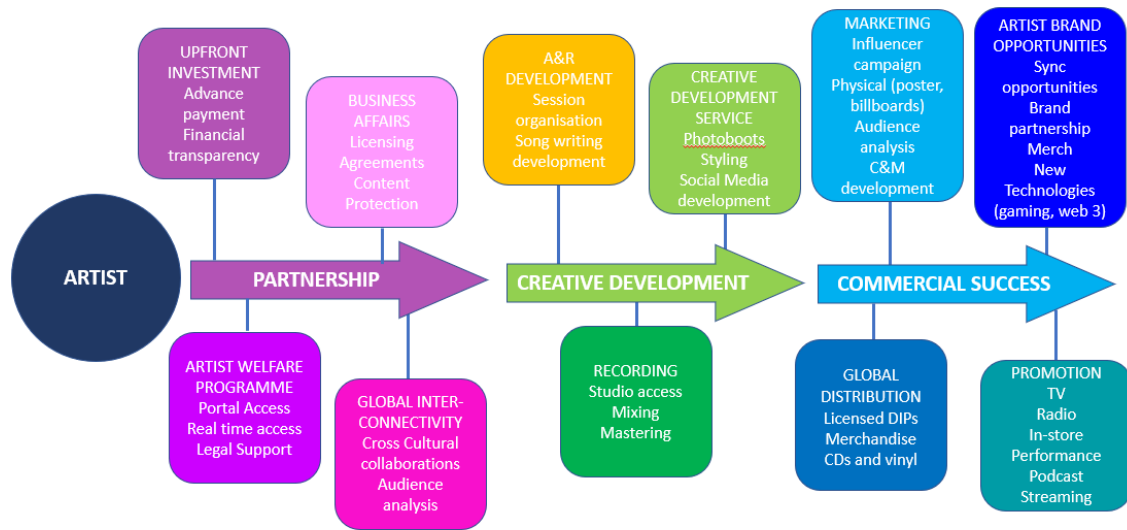 UPFRONT
INVESTMENT
Advance
payment
Financial
transparency
BUSINESS
AFFAIRS
Licensing
Agreements
Content
Protection
A&R
DEVELOPMENT
Session
organisation
Song writing
development
CREATIVE
DEVELOPMENT
SERVICE
Photoboots
Styling
Social Media
development
MARKETING
Influencer
campaign
Physical (poster,
billboards)
Audience
analysis
C&M
development
ARTIST BRAND
OPPORTUNITIES
Sync
opportunities
Brand
partnership
Merch
New
Technologies
(gaming, web 3)
ARTIST
PARTNERSHIP
CREATIVE DEVELOPMENT
COMMERCIAL SUCCESS
ARTIST WELFARE
PROGRAMME
Portal Access
Real time access
Legal Support
GLOBAL INTER-
CONNECTIVITY
Cross Cultural
collaborations
Audience
analysis
RECORDING
Studio access
Mixing
Mastering
GLOBAL
DISTRIBUTION
Licensed DIPs
Merchandise
CDs and vinyl
PROMOTION
TV
Radio
In-store
Performance
Podcast
Streaming